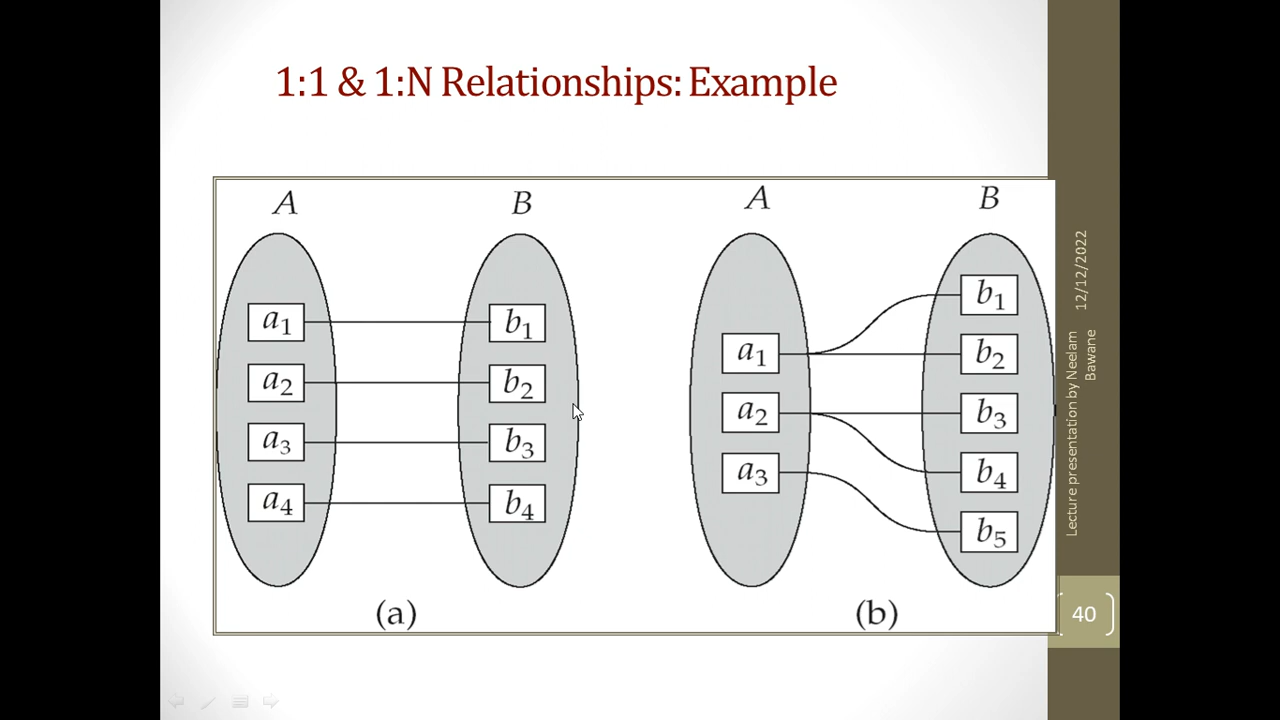 1:1 & 1:N Relationships: Example
A
B
a1
a2
a3
a4
b1
b2
b3
b4
(a)
A
B
a1
a2
a3
b1
b2
b3
b4
b5
(b)
12/12/2022
Lecture presentation by Neelam
Bawane
40